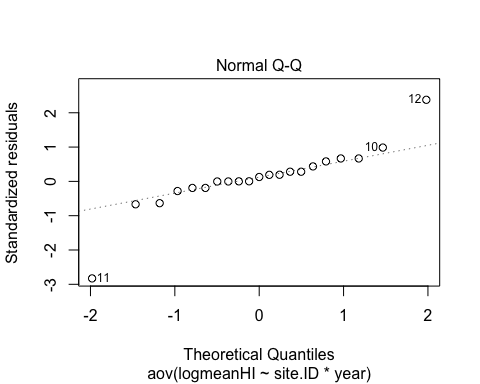 Normal Q-Q
Standardized residuals
2
1
0
-1
-2
-3
12
10
11
-2 -1 0 1 2
Theoretical Quantiles
aov(logmeanHI ~ site.ID * year)